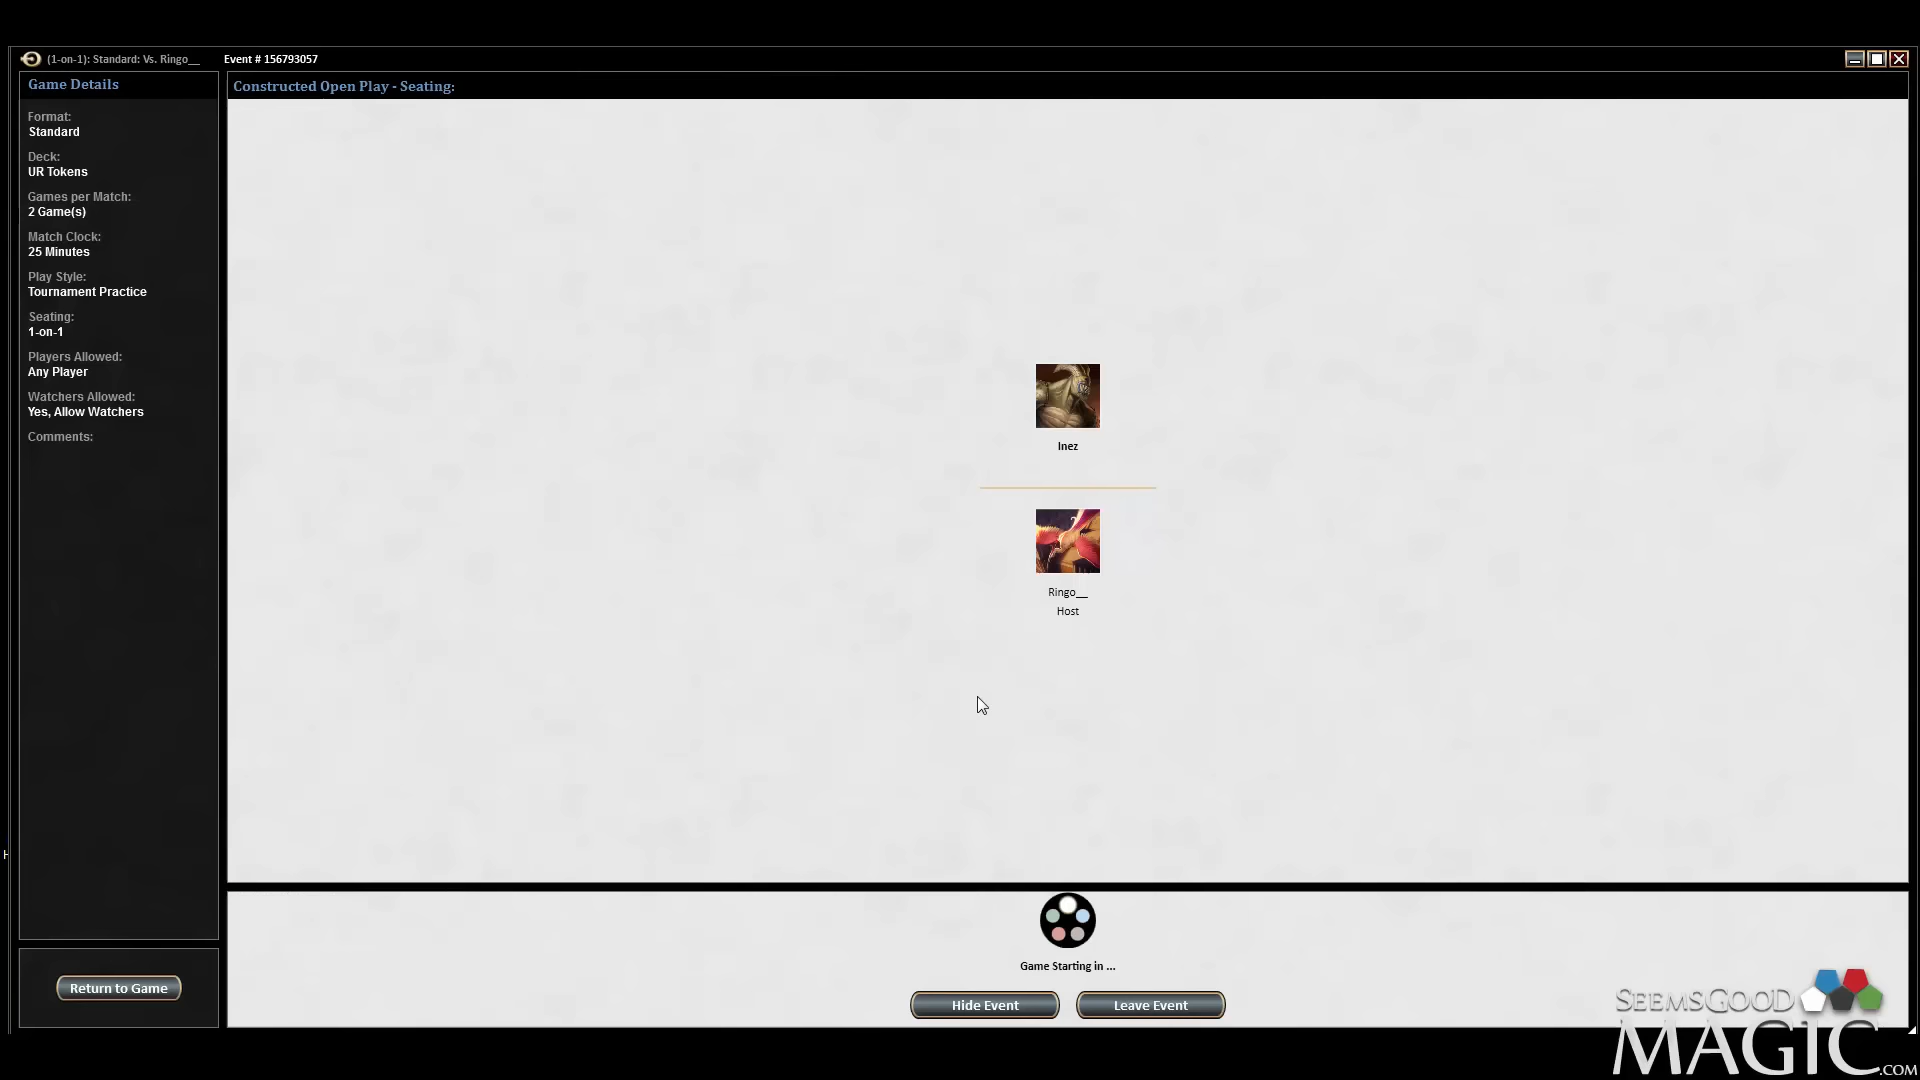 (1-on-1): Standard: Vs. Ringo__ Event # 156793057
Game Details
Format:
Standard
Deck:
UR Tokens
Games per Match:
2 Game(s)
Match Clock:
25 Minutes
Play Style:
Tournament Practice
Seating:
1-on-1
Players Allowed:
Any Player
Watchers Allowed:
Yes, Allow Watchers
Comments:
Return to Game
Constructed Open Play - Seating:
Inez
Ringo__
Host
Game Starting in ...
Hide Event Leave Event
SEEMSGOOD
MAGIC.COM